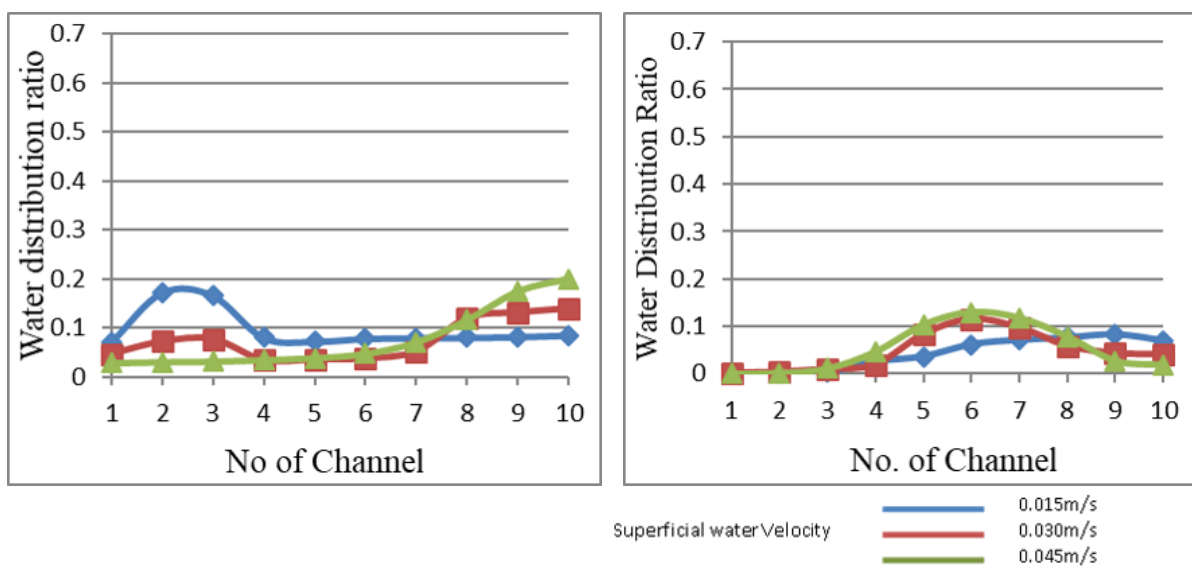 Water distribution ratio
0.7
0.6
0.5
0.4
0.3
0.2
0.1
0
1 2 3 4 5 6 7 8 9 10
No of Channel
Water Distribution Ratio
0.7
0.6
0.5
0.4
0.3
0.2
0.1
0
1 2 3 4 5 6 7 8 9 10
No. of Channel
Superficial water Velocity
0.015m/s
0.030m/s
0.045m/s